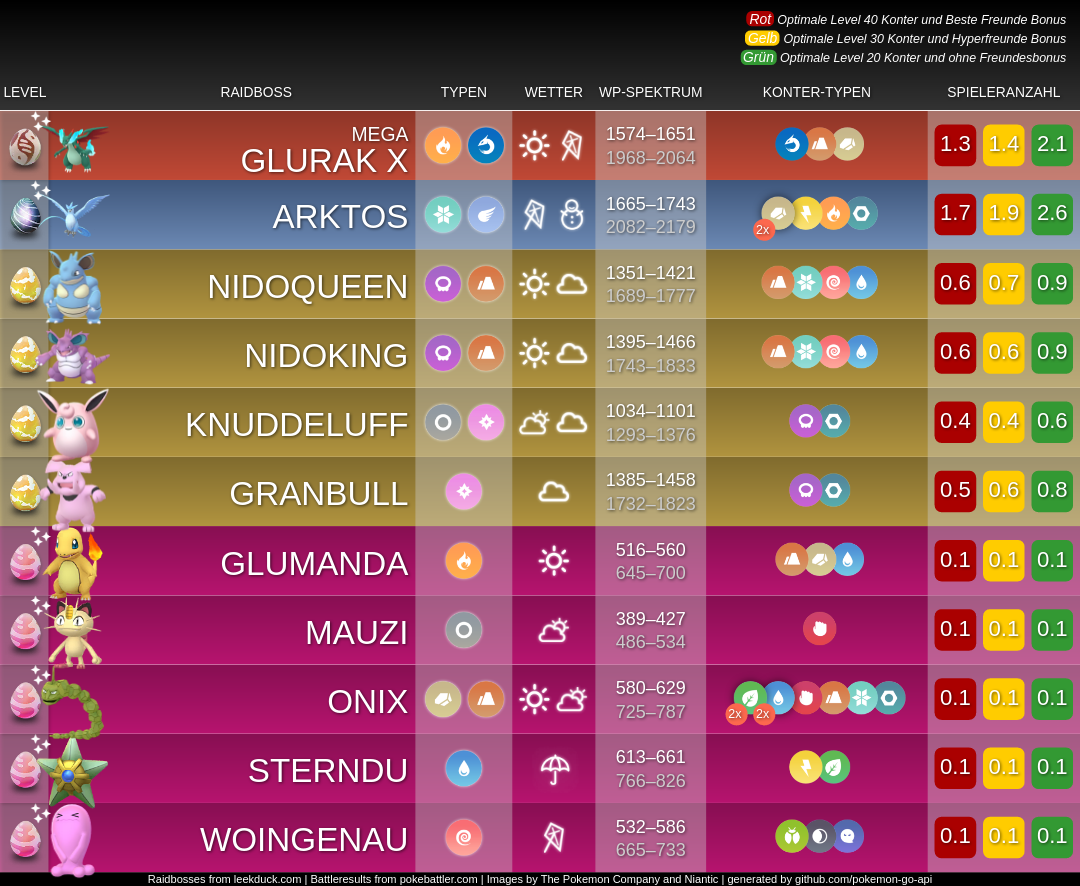 Rot Optimale Level 40 Konter und Beste Freunde Bonus
Gelb Optimale Level 30 Konter und Hyperfreunde Bonus
Grün Optimale Level 20 Konter und ohne Freundesbonus
LEVEL RAIDBOSS TYPEN WETTER WP-SPEKTRUM KONTER-TYPEN SPIELERANZAHL
MEGA
GLURAK X
1574–1651
1968–2064
1.3 1.4 2.1
ARKTOS
1665–1743
2082–2179
2x
1.7 1.9 2.6
NIDOQUEEN
1351–1421
1689–1777
0.6 0.7 0.9
NIDOKING
1395–1466
1743–1833
0.6 0.6 0.9
KNUDDELUFF
1034–1101
1293–1376
0.4 0.4 0.6
GRANBULL
1385–1458
1732–1823
0.5 0.6 0.8
GLUMANDA
516–560
645–700
0.1 0.1 0.1
MAUZI
389–427
486–534
0.1 0.1 0.1
ONIX
580–629
725–787
2x 2x
0.1 0.1 0.1
STERNDU
613–661
766–826
0.1 0.1 0.1
WOINGENAU
532–586
665–733
0.1 0.1 0.1
Raidbosses from leekduck.com | Battleresults from pokebattler.com | Images by The Pokemon Company and Niantic | generated by github.com/pokemon-go-api